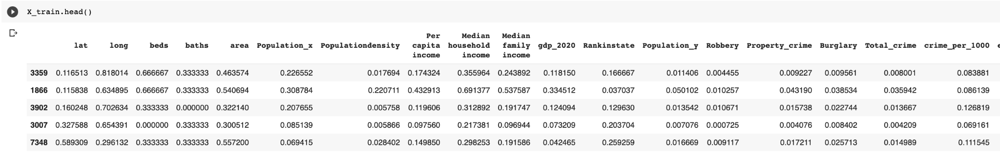 X_train.head()
lat long beds baths area Population_x Populationdensity Per capita income Median household income Median family income gdp_2020 Rankinstate Population_y Robbery Property_crime Burglary Total_crime crime_per_1000
3359 0.116513 0.818014 0.666667 0.333333 0.463574 0.226552 0.017694 0.174324 0.355964 0.243892 0.118150 0.166667 0.011406 0.004455 0.009227 0.009561 0.008001 0.083881
1866 0.115838 0.634895 0.666667 0.333333 0.540694 0.308784 0.220711 0.432913 0.691377 0.537587 0.334512 0.037037 0.050102 0.010257 0.043190 0.038534 0.035942 0.086139
3902 0.160248 0.702634 0.333333 0.000000 0.322140 0.207655 0.005758 0.119606 0.312892 0.191747 0.124094 0.129630 0.013542 0.010671 0.015738 0.022744 0.013667 0.126819
3007 0.327588 0.654391 0.000000 0.333333 0.300512 0.085139 0.005866 0.097560 0.217381 0.096944 0.073209 0.203704 0.007076 0.000725 0.004076 0.008402 0.004209 0.069161
7348 0.589309 0.296132 0.333333 0.333333 0.557200 0.069415 0.028402 0.149850 0.298253 0.191586 0.042465 0.259259 0.016669 0.009117 0.017211 0.025713 0.014989 0.111545